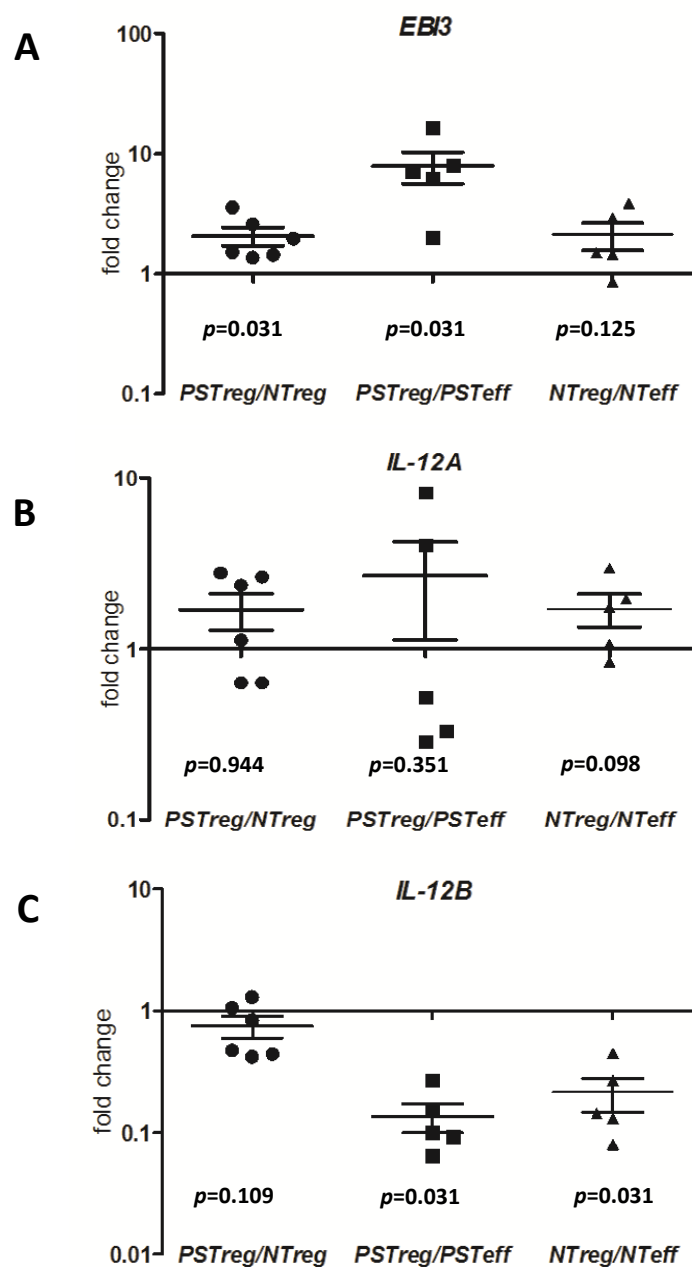 A
EBI3
100
10
1
0.1
fold change
p=0.031
p=0.031
p=0.125
PSTreg/NTreg
PSTreg/PSTeff
NTreg/NTeff
B
IL-12A
10
1
0.1
fold change
p=0.944
p=0.351
p=0.098
PSTreg/NTreg
PSTreg/PSTeff
NTreg/NTeff
C
IL-12B
10
1
0.1
0.01
fold change
p=0.109
p=0.031
p=0.031
PSTreg/NTreg
PSTreg/PSTeff
NTreg/NTeff